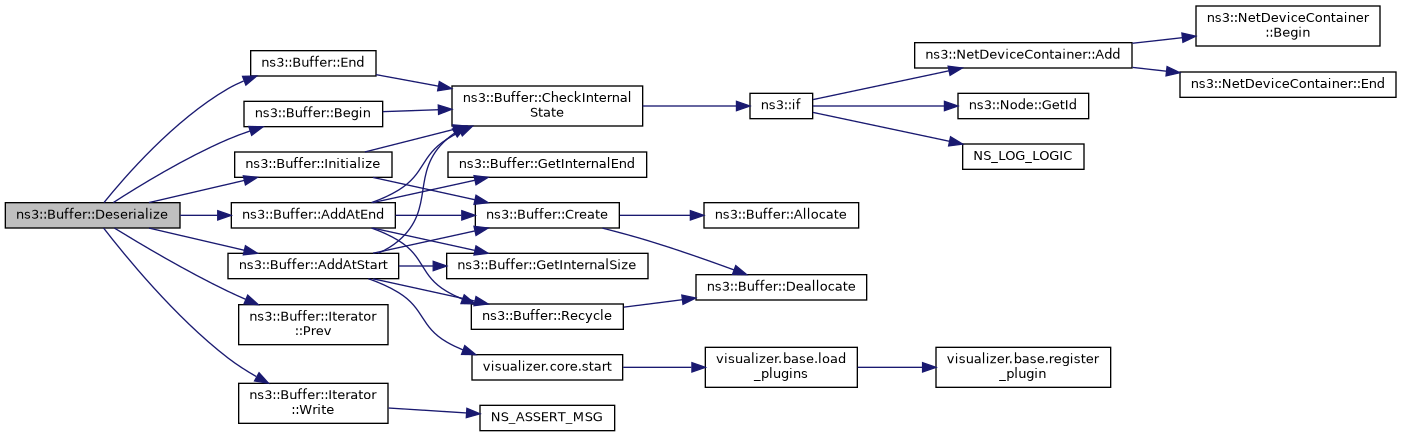 ns3::Buffer::Deserialize
ns3::Buffer::End
ns3::Buffer::Begin
ns3::Buffer::Initialize
ns3::Buffer::AddAtEnd
ns3::Buffer::AddAtStart
ns3::Buffer::Iterator
::Prev
ns3::Buffer::Iterator
::Write
ns3::Buffer::CheckInternal
State
ns3::Buffer::GetInternalEnd
ns3::Buffer::Create
ns3::Buffer::GetInternalSize
ns3::Buffer::Recycle
visualizer.core.start
NS_ASSERT_MSG
ns3::if
ns3::Buffer::Allocate
ns3::Buffer::Deallocate
visualizer.base.load
_plugins
ns3::NetDeviceContainer::Add
ns3::Node::GetId
NS_LOG_LOGIC
visualizer.base.register
_plugin
ns3::NetDeviceContainer
::Begin
ns3::NetDeviceContainer::End